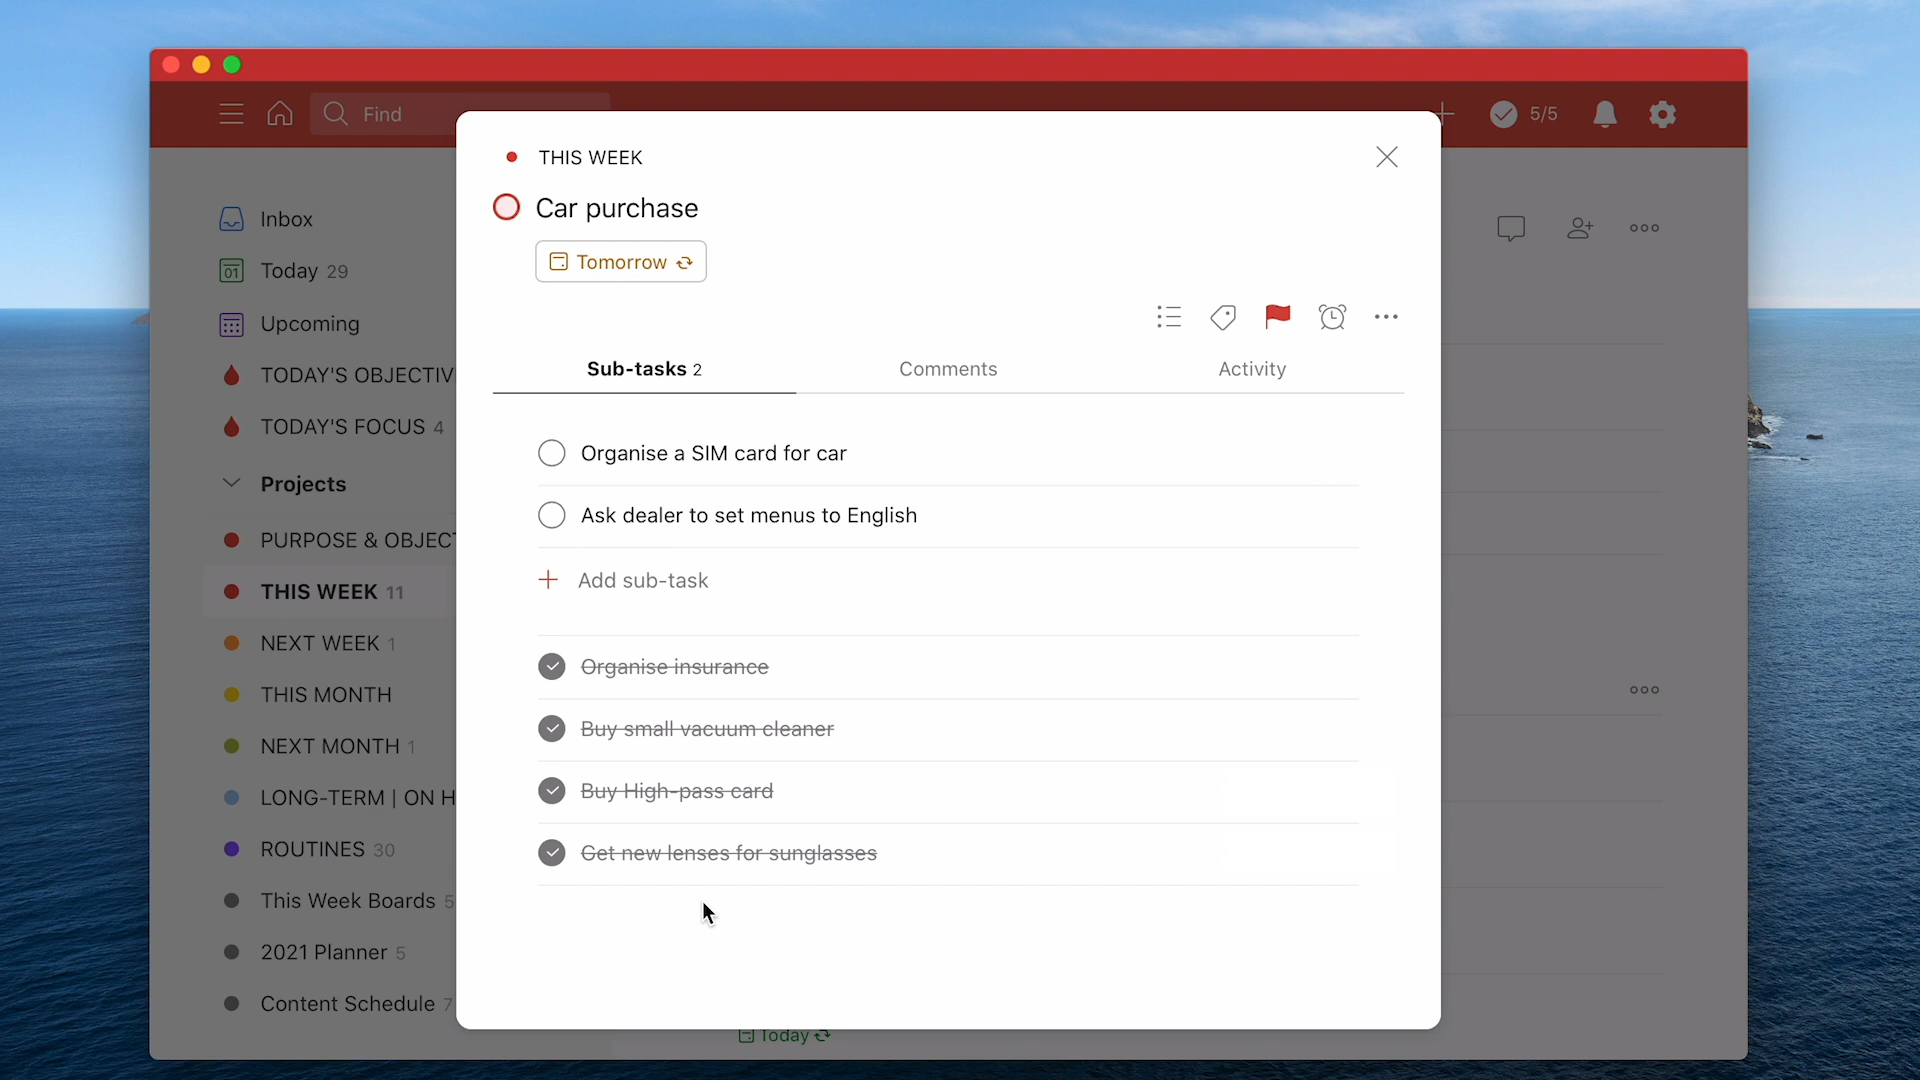 Find
5/5
THIS WEEK
Car purchase
Tomorrow
Sub-tasks 2
Comments
Activity
Organise a SIM card for car
Ask dealer to set menus to English
Add sub-task
Organise insurance
Buy small vacuum cleaner
Buy High-pass card
Get new lenses for sunglasses
Inbox
01
Today 29
Upcoming
TODAY'S OBJECTIV
TODAY'S FOCUS 4
Projects
PURPOSE & OBJECT
THIS WEEK 11
NEXT WEEK 1
THIS MONTH
NEXT MONTH 1
LONG-TERM | ON H
ROUTINES 30
This Week Boards 5
2021 Planner 5
Content Schedule 7
Today